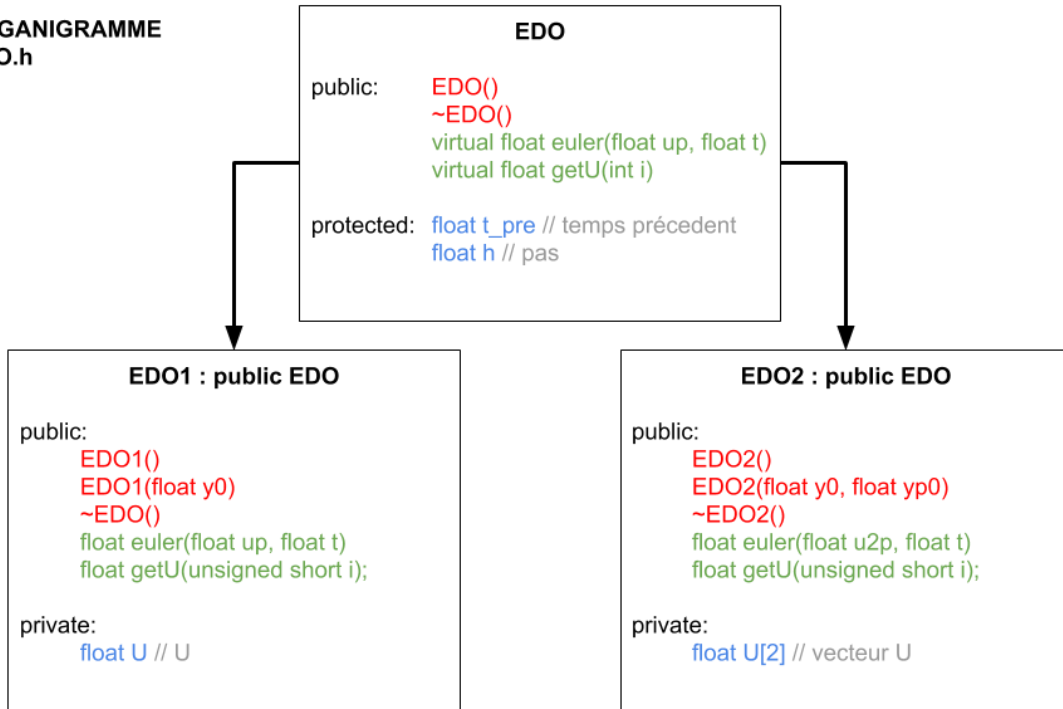 GANIGRAMME
O.h
EDO
public: EDO()
~EDO()
virtual float euler(float up, float t)
virtual float getU(int i)
protected: float t_pre // temps précedent
float h // pas
EDO1 : public EDO
public:
EDO1()
EDO1(float y0)
~EDO()
float euler(float up, float t)
float getU(unsigned short i);
private:
float U // U
EDO2 : public EDO
public:
EDO2()
EDO2(float y0, float yp0)
~EDO2()
float euler(float u2p, float t)
float getU(unsigned short i);
private:
float U[2] // vecteur U